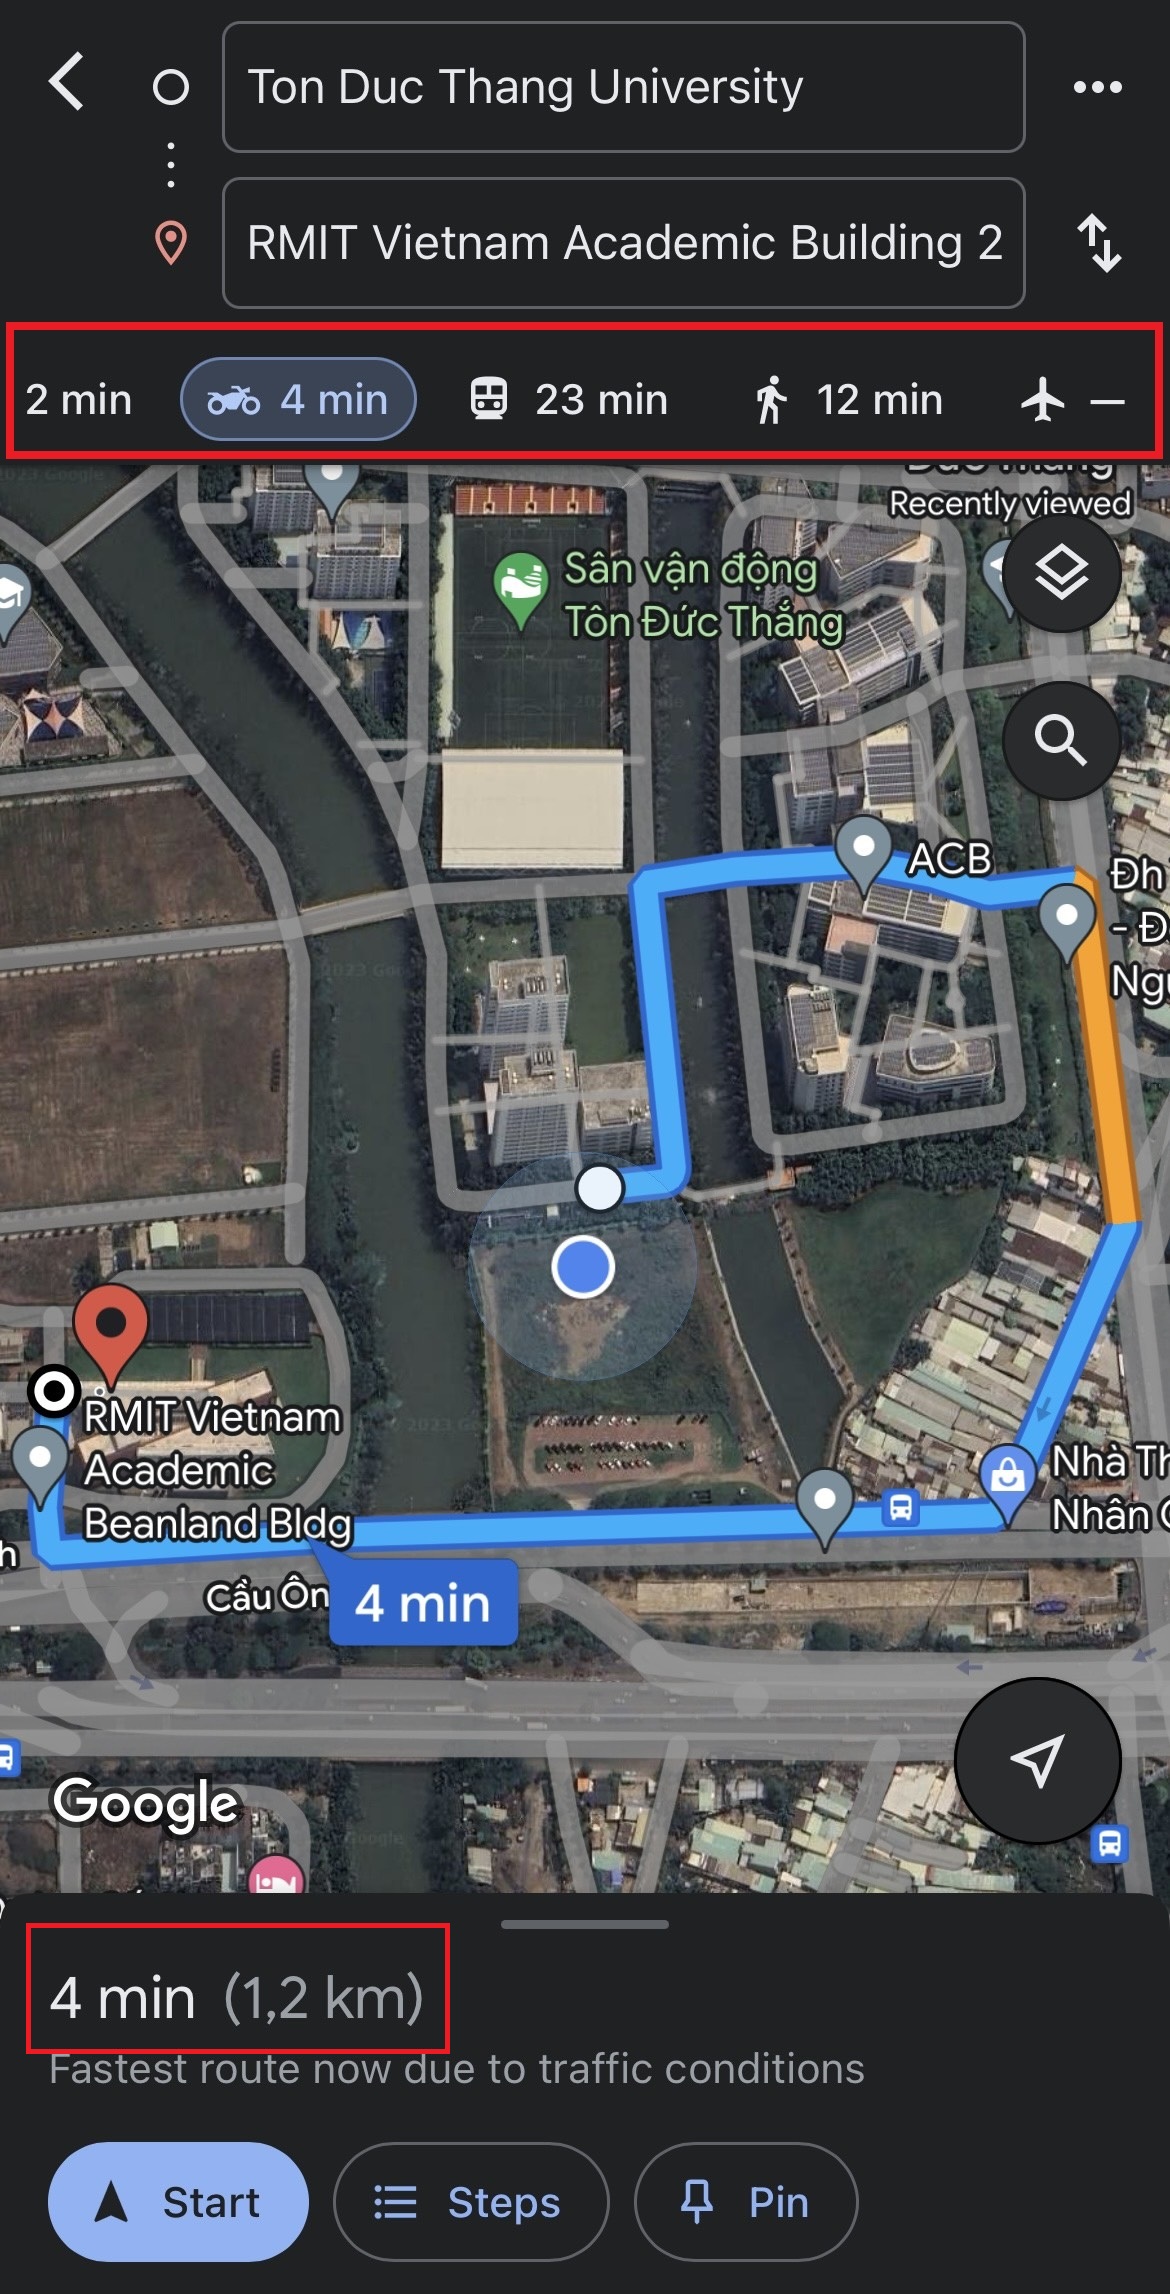 Ton Duc Thang University
RMIT Vietnam Academic Building 2
2 min
4 min
23 min
12 min
—
Recently viewed
Sân vận động
Tôn Đức Thắng
ACB
Đh
- Đ
RMIT Vietnam
Academic
Beanland Bldg
Nhà Th
Nhân
Cầu Ôn
4 min
Google
4 min (1,2 km)
Fastest route now due to traffic conditions
Start
Steps
Pin